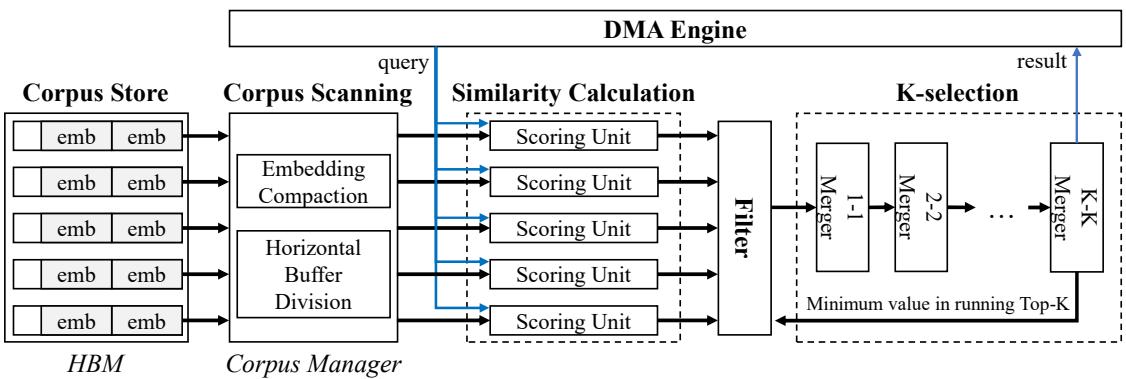 DMA Engine
query
result
Corpus Store
Corpus Scanning
Similarity Calculation
K-selection
emb emb
emb emb
emb emb
emb emb
emb emb
Embedding
Compaction
Horizontal
Buffer
Division
Scoring Unit
Scoring Unit
Scoring Unit
Scoring Unit
Scoring Unit
Filter
1-1
Merger
2-2
Merger
...
K-K
Merger
Minimum value in running Top-K
HBM
Corpus Manager